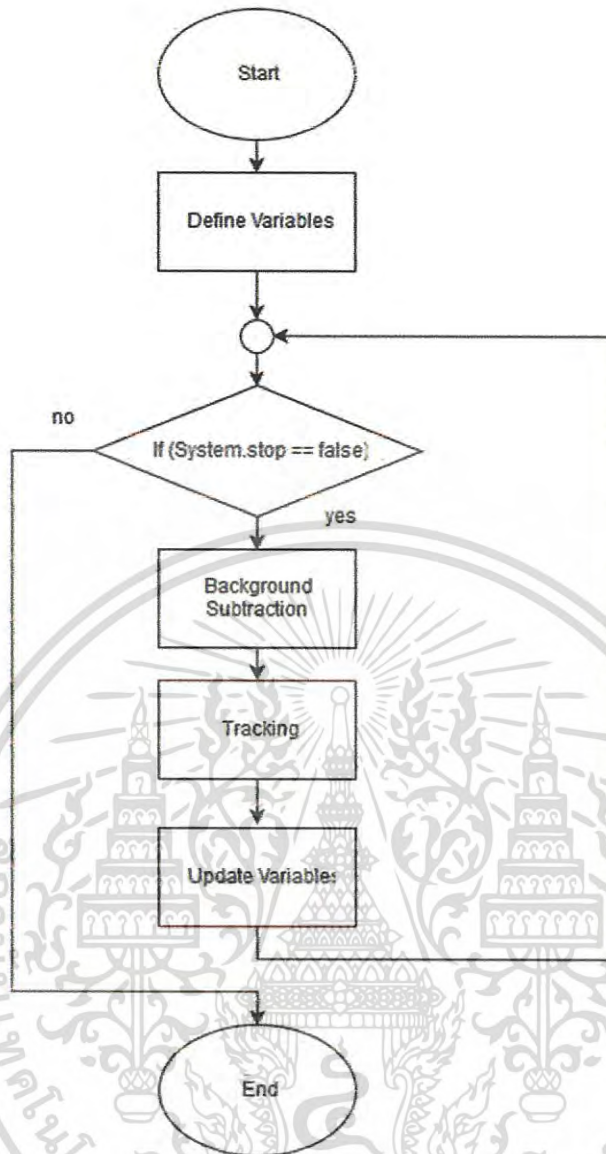 Start
Define Variables
no
If (System.stop == false)
yes
Background
Subtraction
Tracking
Update Variables
End